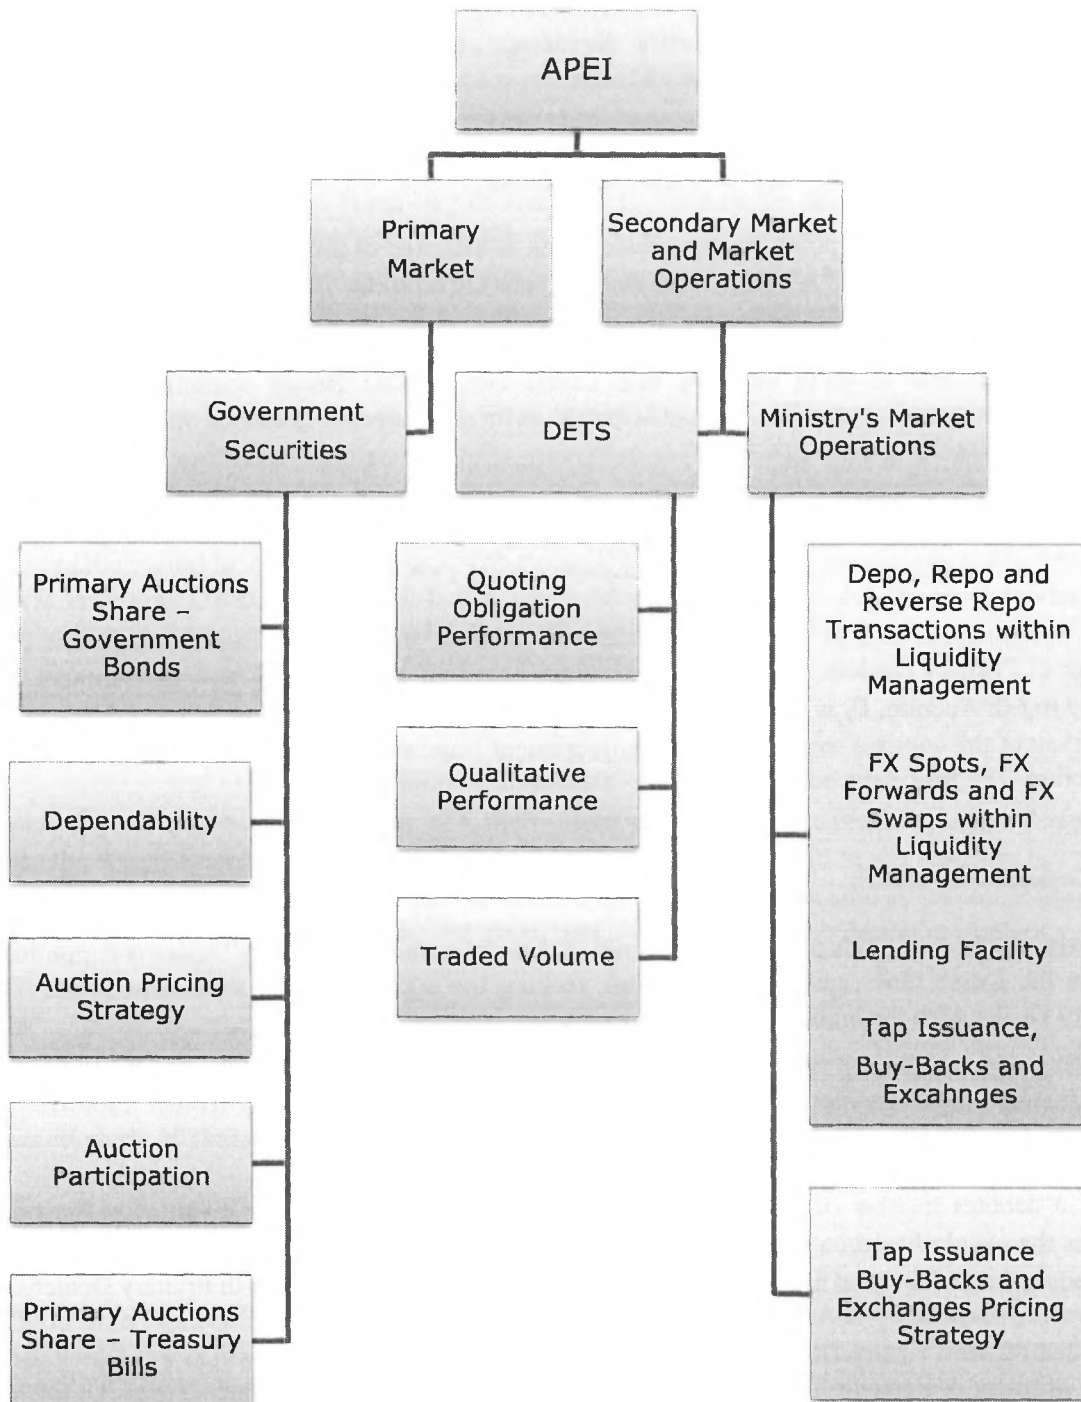 APEI
Primary
Market
Secondary Market
and Market
Operations
Government
Securities
DETS
Ministry's Market
Operations
Primary Auctions
Share –
Government
Bonds
Dependability
Auction Pricing
Strategy
Auction
Participation
Primary Auctions
Share – Treasury
Bills
Quoting
Obligation
Performance
Qualitative
Performance
Traded Volume
Depo, Repo and
Reverse Repo
Transactions within
Liquidity
Management
FX Spots, FX
Forwards and FX
Swaps within
Liquidity
Management
Lending Facility
Tap Issuance,
Buy-Backs and
Excahnges
Tap Issuance
Buy-Backs and
Exchanges Pricing
Strategy